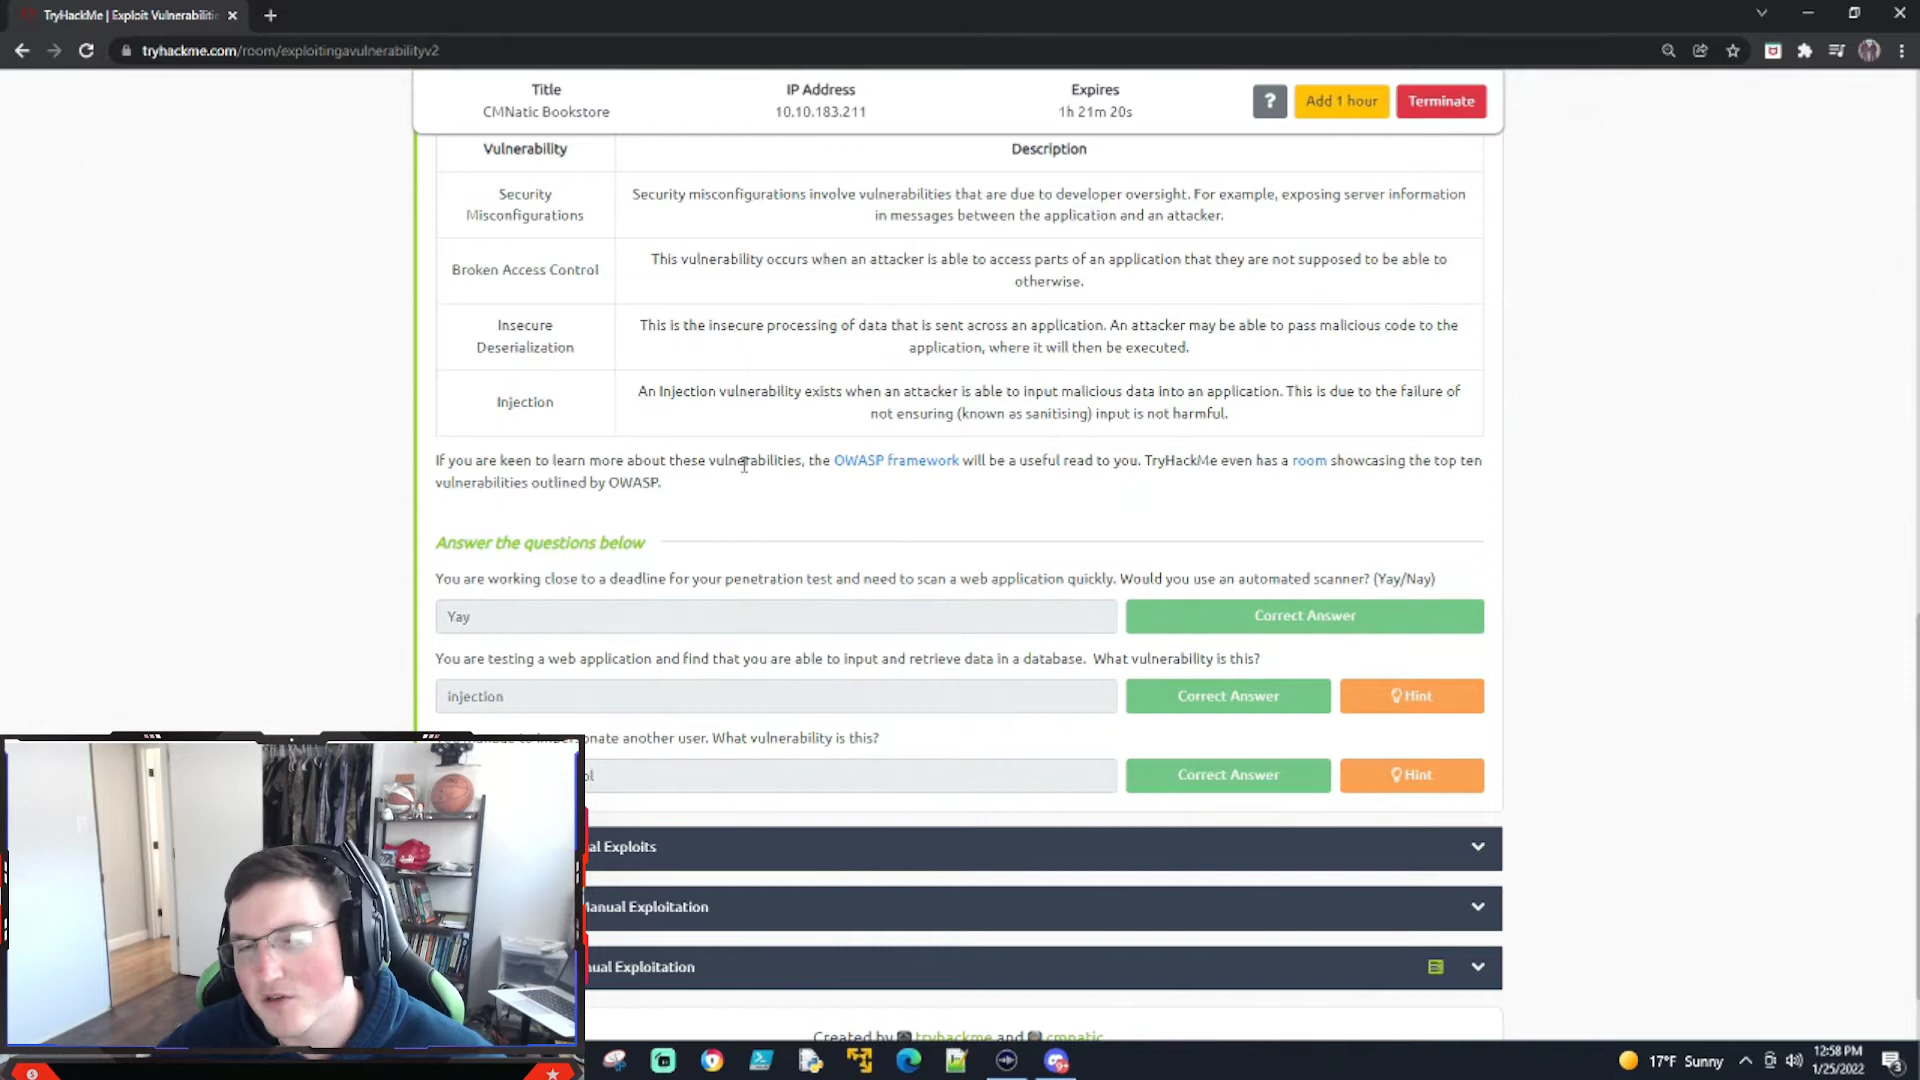 TryHackMe | Exploit Vulnerabiliti
tryhackme.com/room/exploitingavulnerabilityv2
Title
CMNatic Bookstore
IP Address
10.10.183.211
Expires
1h 21m 20s
?
Add 1 hour
Terminate
Vulnerability
Description
Security
Misconfigurations
Security misconfigurations involve vulnerabilities that are due to developer oversight. For example, exposing server information
in messages between the application and an attacker.
Broken Access Control
This vulnerability occurs when an attacker is able to access parts of an application that they are not supposed to be able to
otherwise.
Insecure
Deserialization
This is the insecure processing of data that is sent across an application. An attacker may be able to pass malicious code to the
application, where it will then be executed.
Injection
An Injection vulnerability exists when an attacker is able to input malicious data into an application. This is due to the failure of
not ensuring (known as sanitising) input is not harmful.
If you are keen to learn more about these vulnerabilities, the OWASP framework will be a useful read to you. TryHackMe even has a room showcasing the top ten
vulnerabilities outlined by OWASP.
Answer the questions below
You are working close to a deadline for your penetration test and need to scan a web application quickly. Would you use an automated scanner? (Yay/Nay)
Yay
Correct Answer
You are testing a web application and find that you are able to input and retrieve data in a database. What vulnerability is this?
injection
Correct Answer
Hint
another user. What vulnerability is this?
ol
Correct Answer
Hint
al Exploits
Manual Exploitation
nual Exploitation
Created by tryhackme and cmnatic
17°F Sunny
12:58 PM
1/25/2022
3